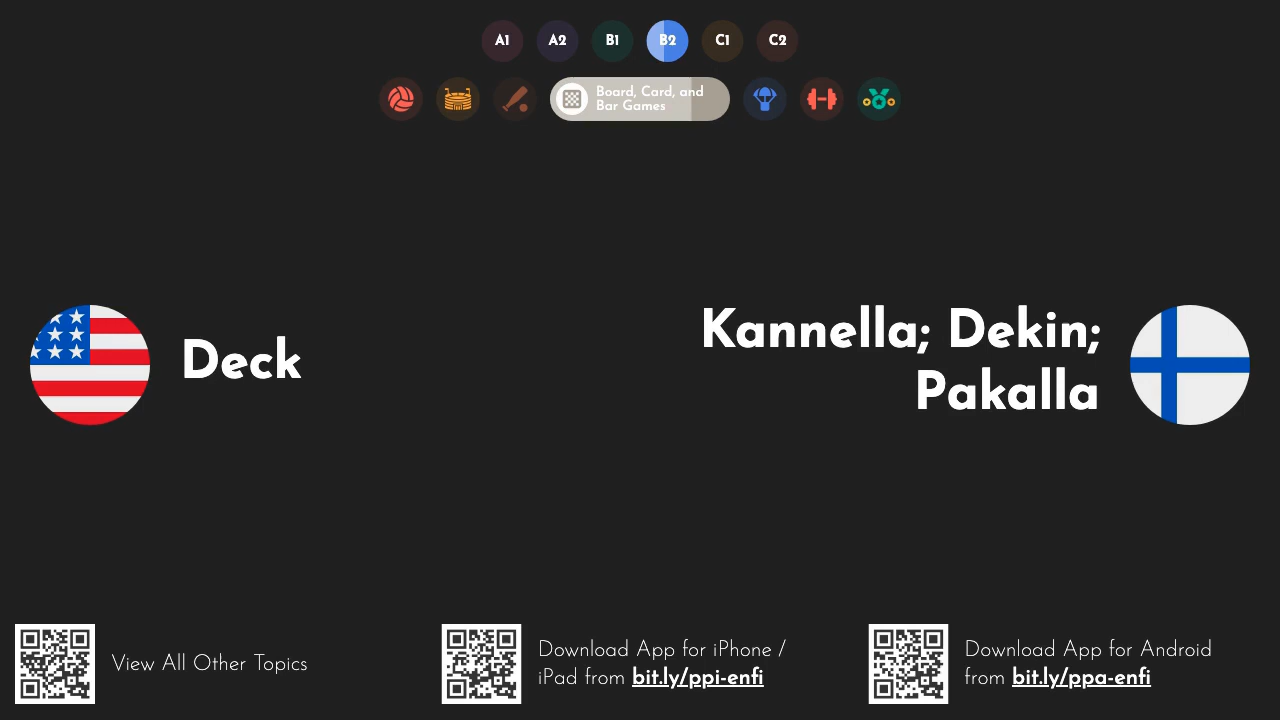 A1 A2 B1 B2 C1 C2
Board, Card, and
Bar Games
Deck
Kannella; Dekin;
Pakalla
View All Other Topics
Download App for iPhone /
iPad from bit.ly/ppi-enfi
Download App for Android
from bit.ly/ppa-enfi